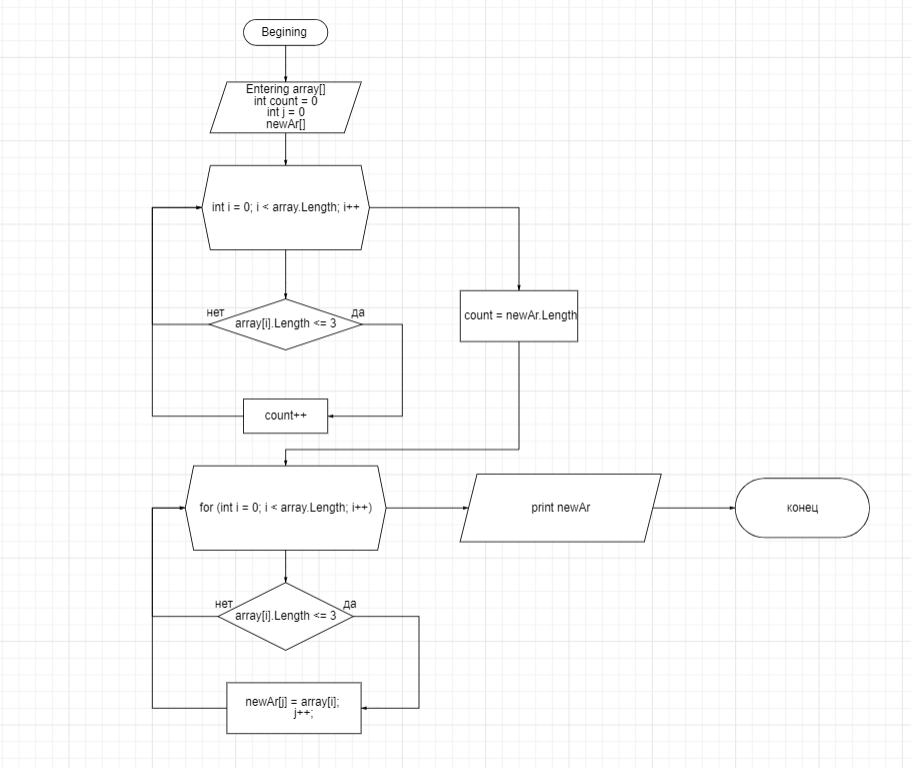 Begining
Entering array[]
int count = 0
int j = 0
newAr[]
int i = 0; i < array.Length; i++
нет
да
array[i].Length <= 3
count = newAr.Length
count++
for (int i = 0; i < array.Length; i++)
print newAr
конец
нет
да
array[i].Length <= 3
newAr[j] = array[i];
j++;